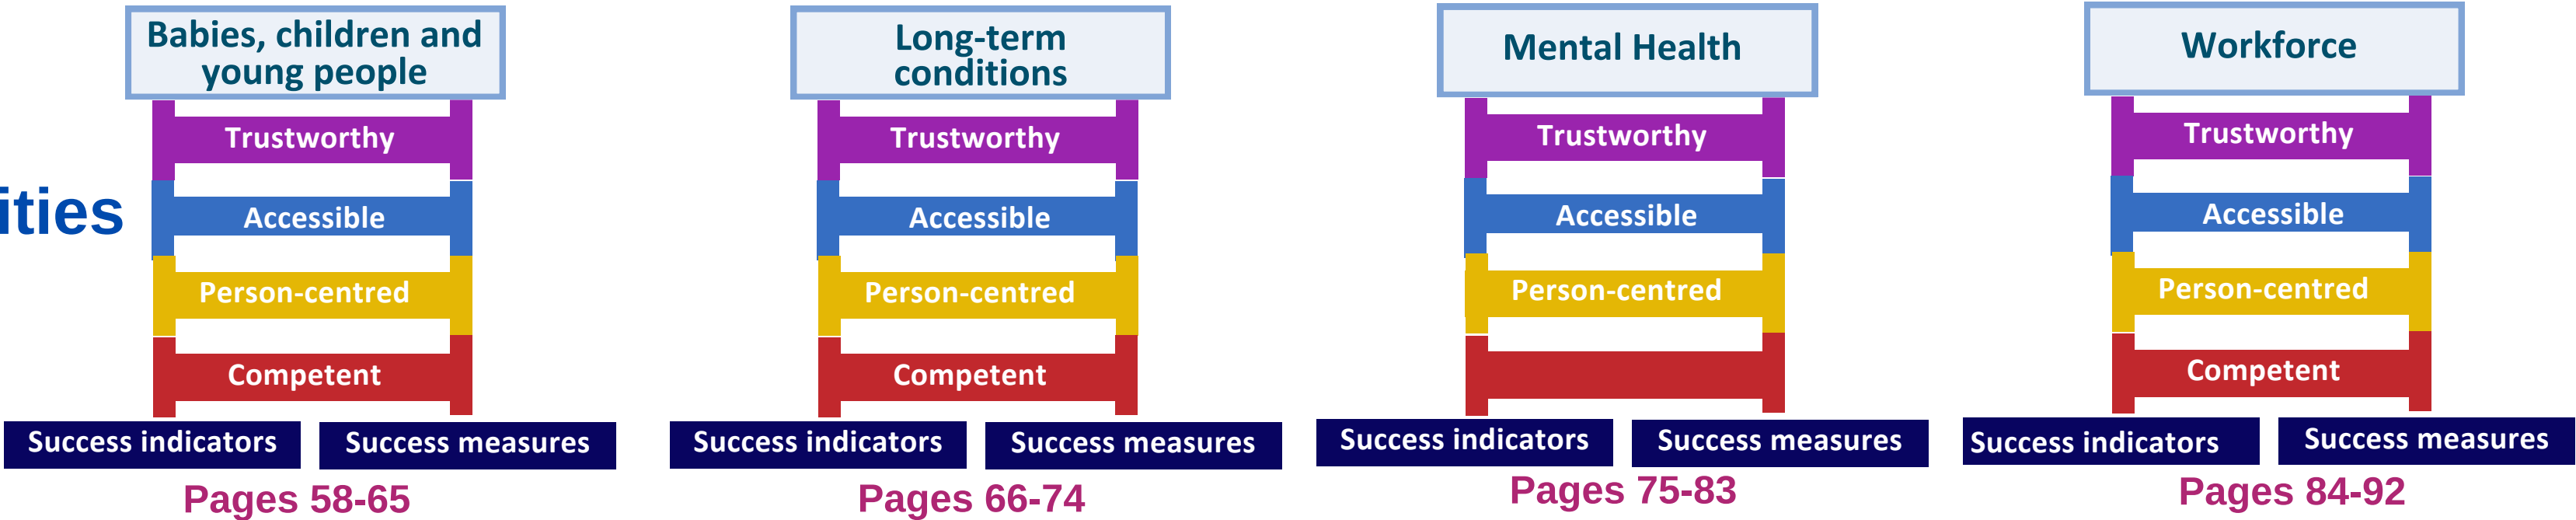 ities
Babies, children and
young people
Trustworthy
Accessible
Person-centred
Competent
Success indicators
Success measures
Pages 58-65
Long-term
conditions
Trustworthy
Accessible
Person-centred
Competent
Success indicators
Success measures
Pages 66-74
Mental Health
Trustworthy
Accessible
Person-centred
Success indicators
Success measures
Pages 75-83
Workforce
Trustworthy
Accessible
Person-centred
Competent
Success indicators
Success measures
Pages 84-92